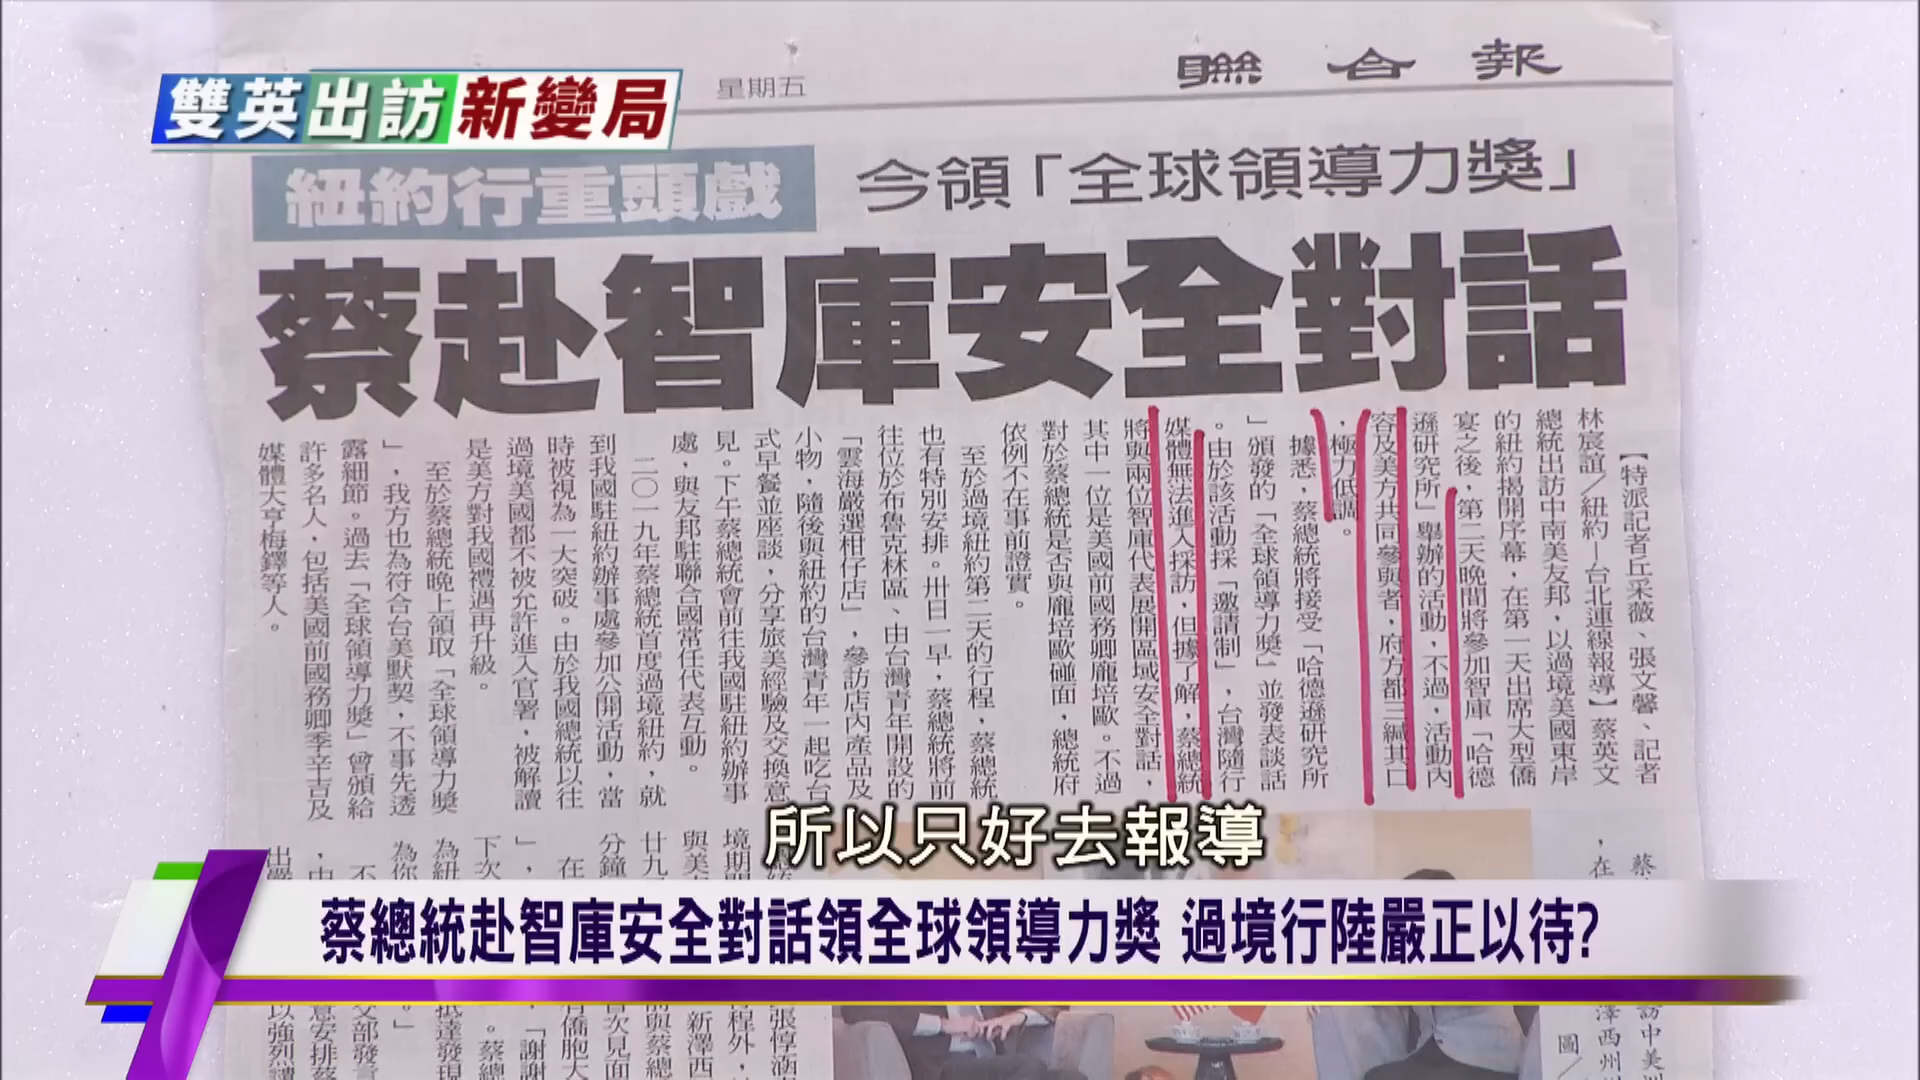 雙英出訪新變局
星期五
聯合報
紐約行重頭戲
今領「全球領導力獎」
蔡赴智庫安全對話
【特派記者丘采薇、張文馨、記者
林宸誼／紐約—台北連線報導】蔡英文
總統出訪中南美友邦，以過境美國東岸
的紐約揭開序幕，在第一天出席大型僑
宴之後，第二天晚間將參加智庫「哈德
遜研究所」舉辦的活動，不過，活動內
容及美方共同參與者，府方都三緘其口
，極力低調。
據悉，蔡總統將接受「哈德遜研究所
」頒發的「全球領導力獎」並發表談話
。由於該活動採「邀請制」，台灣隨行
媒體無法進入採訪，但據了解，蔡總統
將與兩位智庫代表展開區域安全對話，
其中一位是美國前國務卿龐培歐。不過
對於蔡總統是否與龐培歐碰面，總統府
依例不在事前證實。
至於過境紐約第二天的行程，蔡總統
也有特別安排。卅日一早，蔡總統將前
往位於布魯克林區、由台灣青年開設的
「雲海嚴選柑仔店」，參訪店內產品及
小物，隨後與紐約的台灣青年一起吃台
式早餐並座談，分享旅美經驗及交換意
見。下午蔡總統會前往我國駐紐約辦事
處，與友邦駐聯合國常任代表互動。
二〇一九年蔡總統首度過境紐約，就
到我國駐紐約辦事處參加公開活動，當
時被視為一大突破。由於我國總統以往
過境美國都不被允許進入官署，被解讀
是美方對我國禮遇再升級。
至於蔡總統晚上領取「全球領導力獎
」，我方也為符合台美默契，不事先透
露細節。過去「全球領導力獎」曾頒給
許多名人，包括美國前國務卿季辛吉及
媒體大亨梅鐸等人。
所以只好去報導
蔡總統赴智庫安全對話領全球領導力獎 過境行陸嚴正以待?